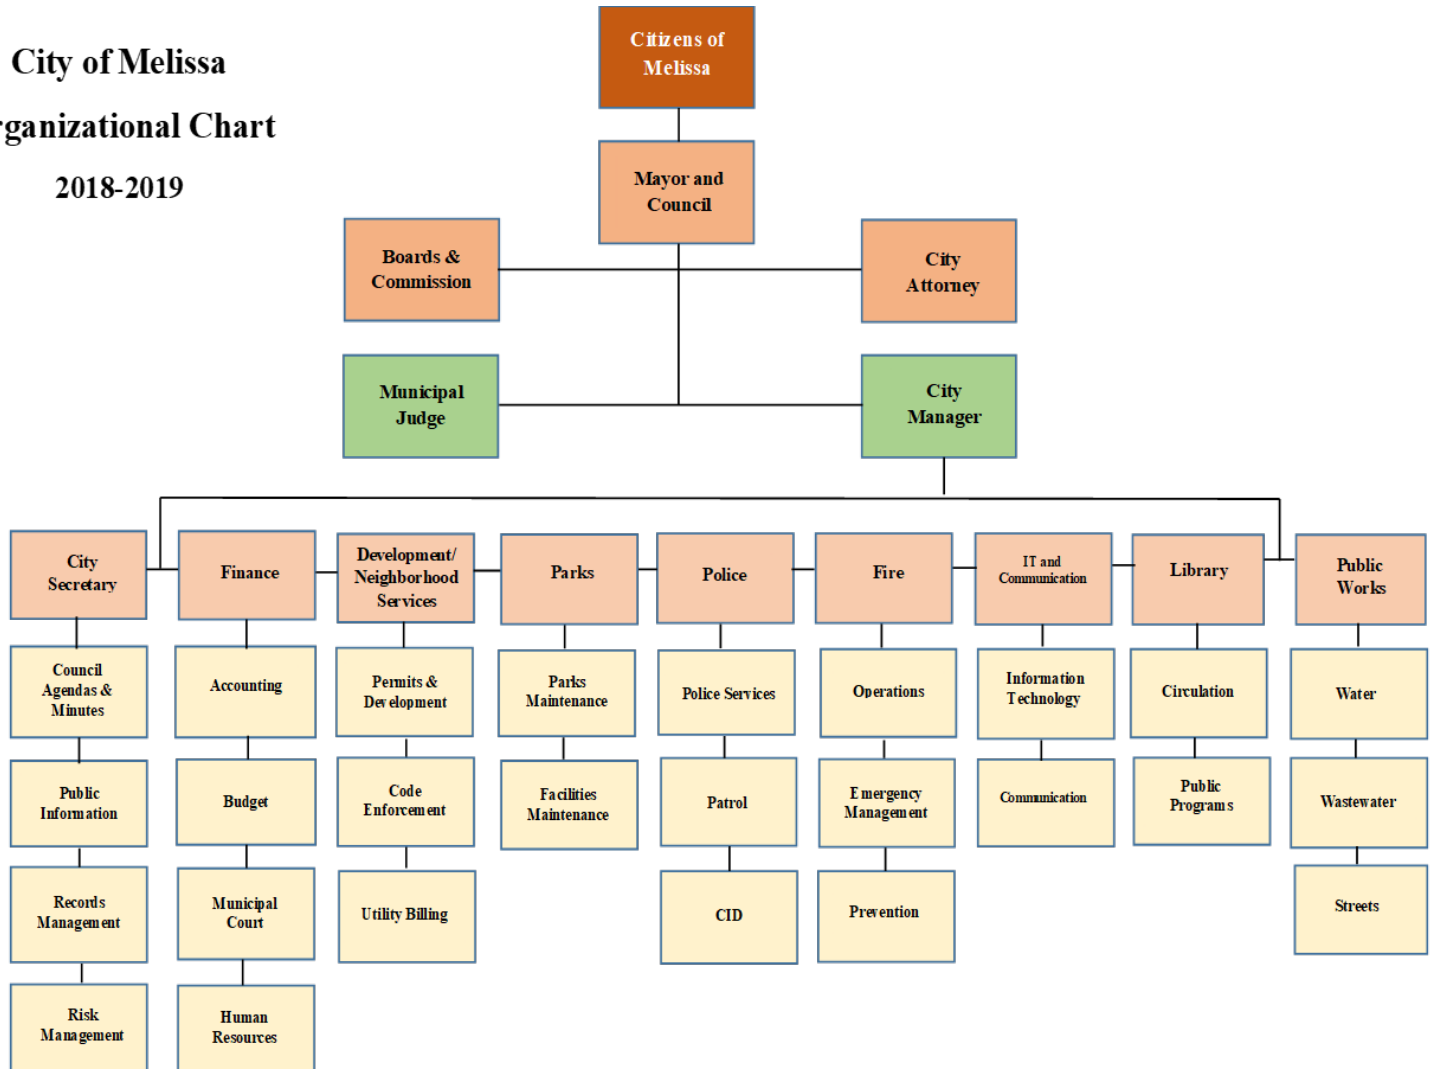 City of Melissa
rganizational Chart
2018-2019
Citizens of
Melissa
Mayor and
Council
Boards &
Commission
City
Attorney
Municipal
Judge
City
Manager
City
Secretary
Finance
Development/
Neighborhood
Services
Parks
Police
Fire
IT and
Communication
Library
Public
Works
Council
Agendas &
Minutes
Accounting
Permits &
Development
Parks
Maintenance
Police Services
Operations
Information
Technology
Circulation
Water
Public
Information
Budget
Code
Enforcement
Facilities
Maintenance
Patrol
Emergency
Management
Communication
Public
Programs
Wastewater
Records
Management
Municipal
Court
Utility Billing
CID
Prevention
Streets
Risk
Management
Human
Resources